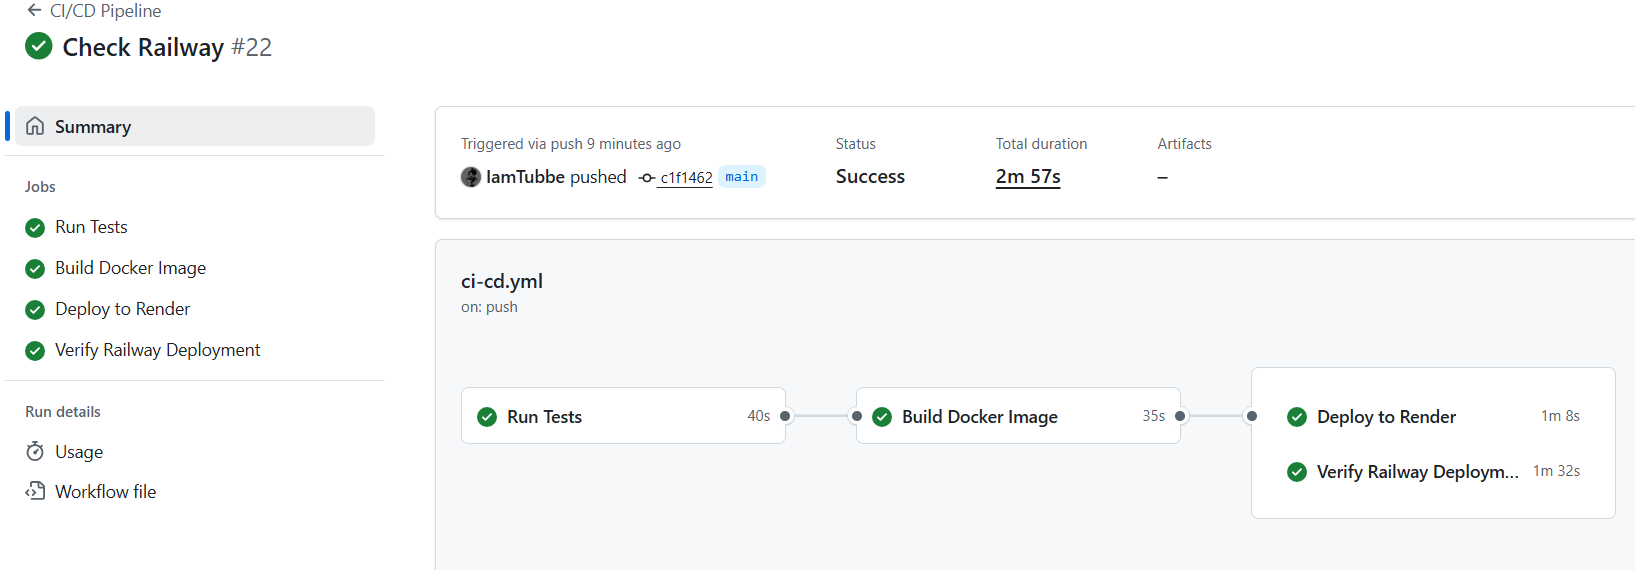 CI/CD Pipeline
Check Railway #22
Summary
Jobs
Run Tests
Build Docker Image
Deploy to Render
Verify Railway Deployment
Run details
Usage
Workflow file
Triggered via push 9 minutes ago
IamTubbe pushed c1f1462 main
Status
Success
Total duration
2m 57s
Artifacts
–
ci-cd.yml
on: push
Run Tests 40s
Build Docker Image 35s
Deploy to Render 1m 8s
Verify Railway Deploym... 1m 32s